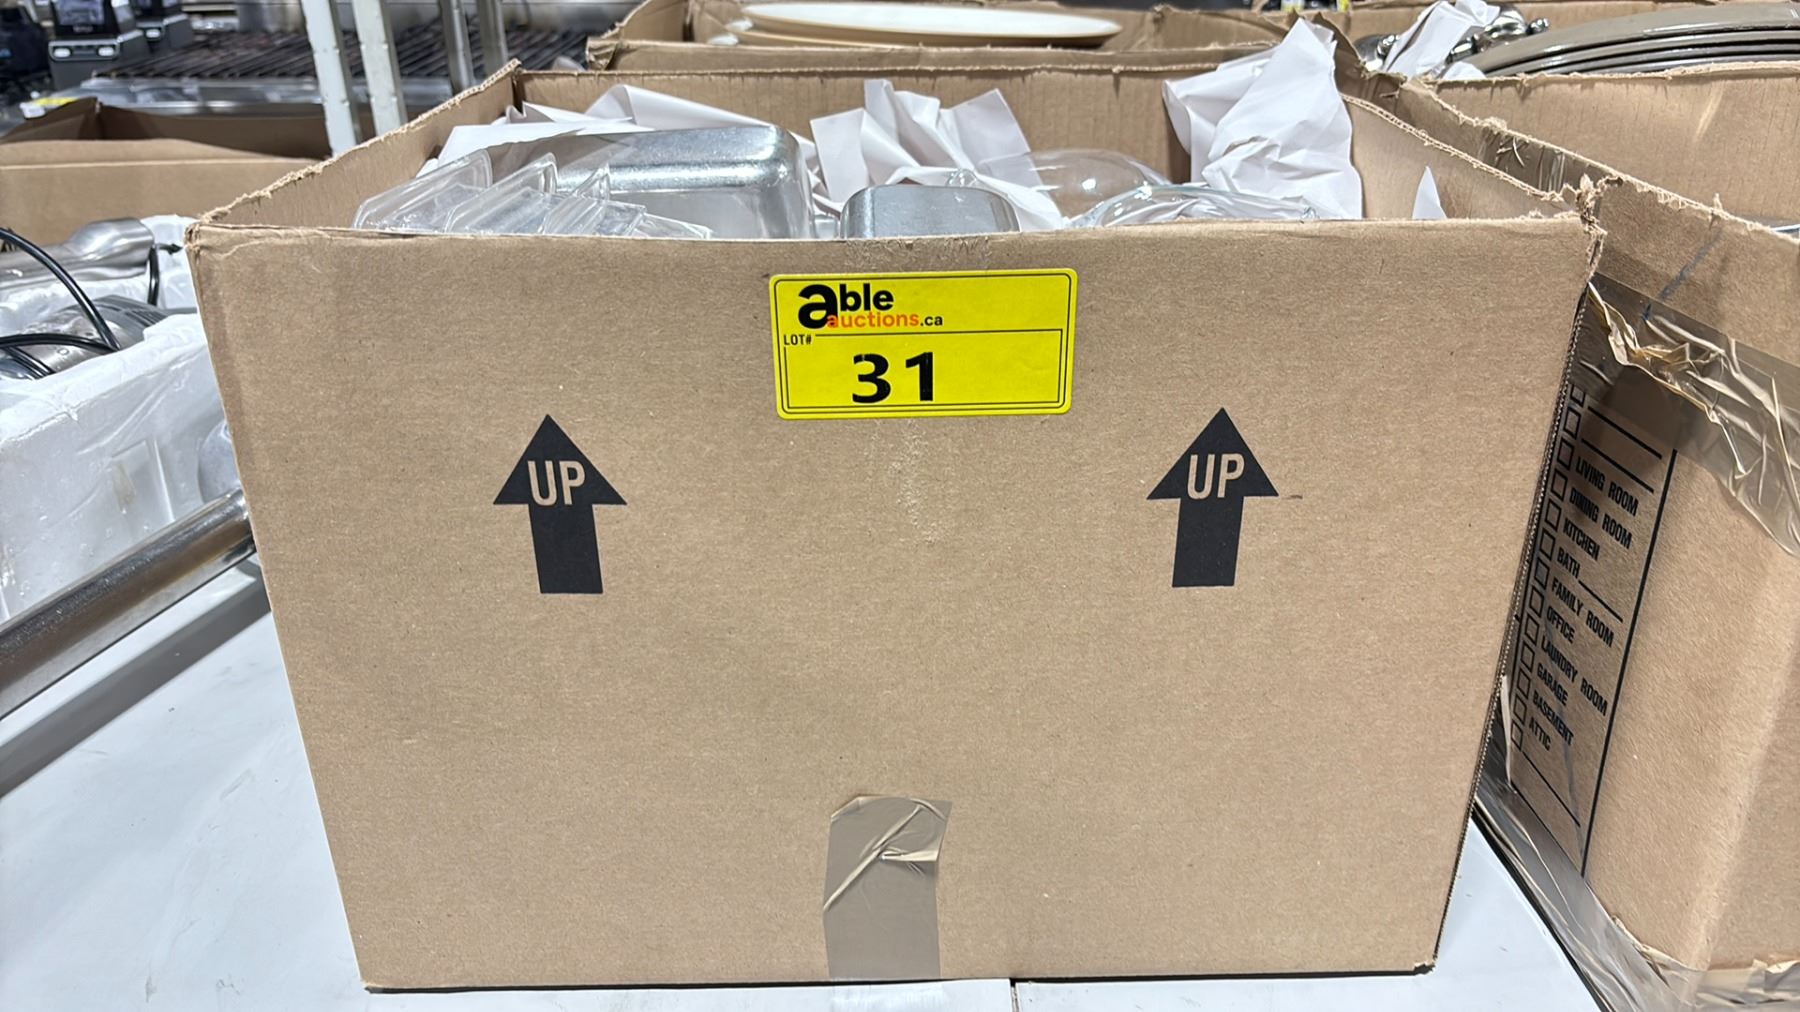 able
auctions.ca
LOT#
31
UP
UP
LIVING ROOM
DINING ROOM
KITCHEN
BATH
FAMILY ROOM
OFFICE
LAUNDRY ROOM
GARAGE
BASEMENT
ATTIC